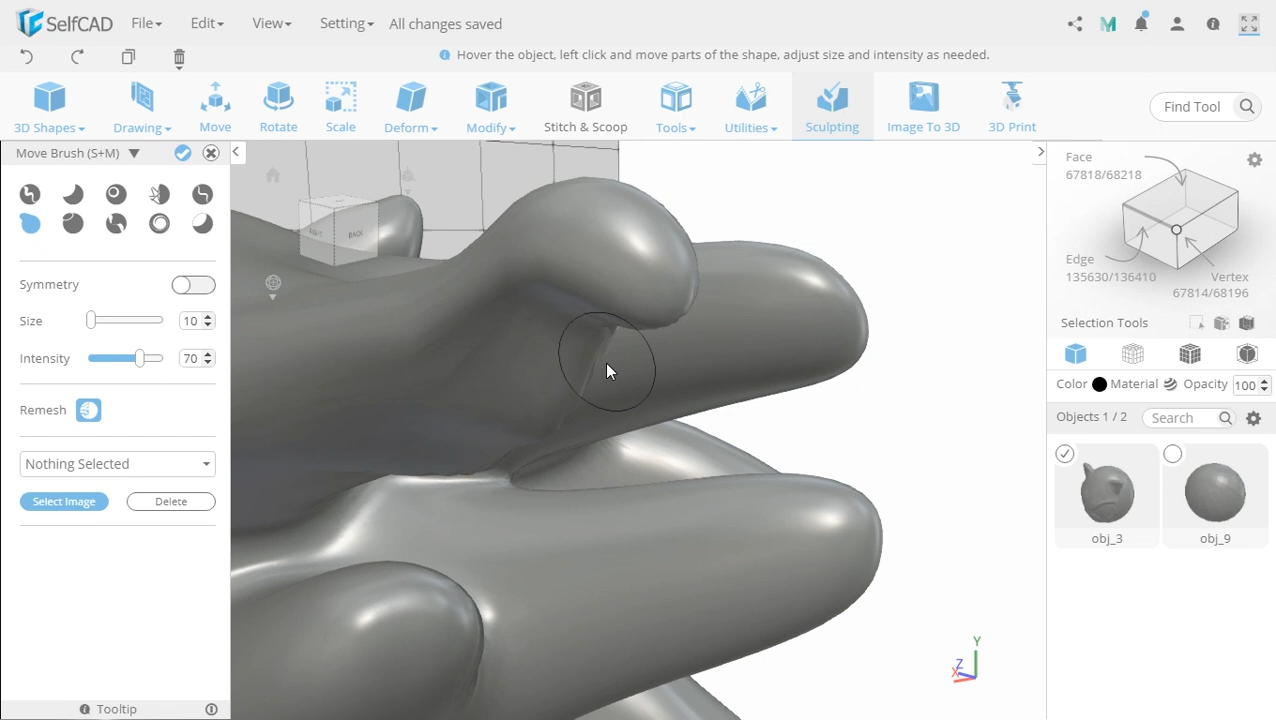 SelfCAD File Edit View Setting All changes saved
Hover the object, left click and move parts of the shape, adjust size and intensity as needed.
3D Shapes Drawing Move Rotate Scale Deform Modify Stitch & Scoop Tools Utilities Sculpting Image To 3D 3D Print Find Tool
Move Brush (S+M)
Symmetry
Size 10
Intensity 70
Remesh
Nothing Selected
Select Image Delete
Tooltip
RIGHT BACK
Y
Z
X
Face
67818/68218
Edge
135630/136410
Vertex
67814/68196
Selection Tools
Color Material Opacity 100
Objects 1 / 2 Search
obj_3 obj_9